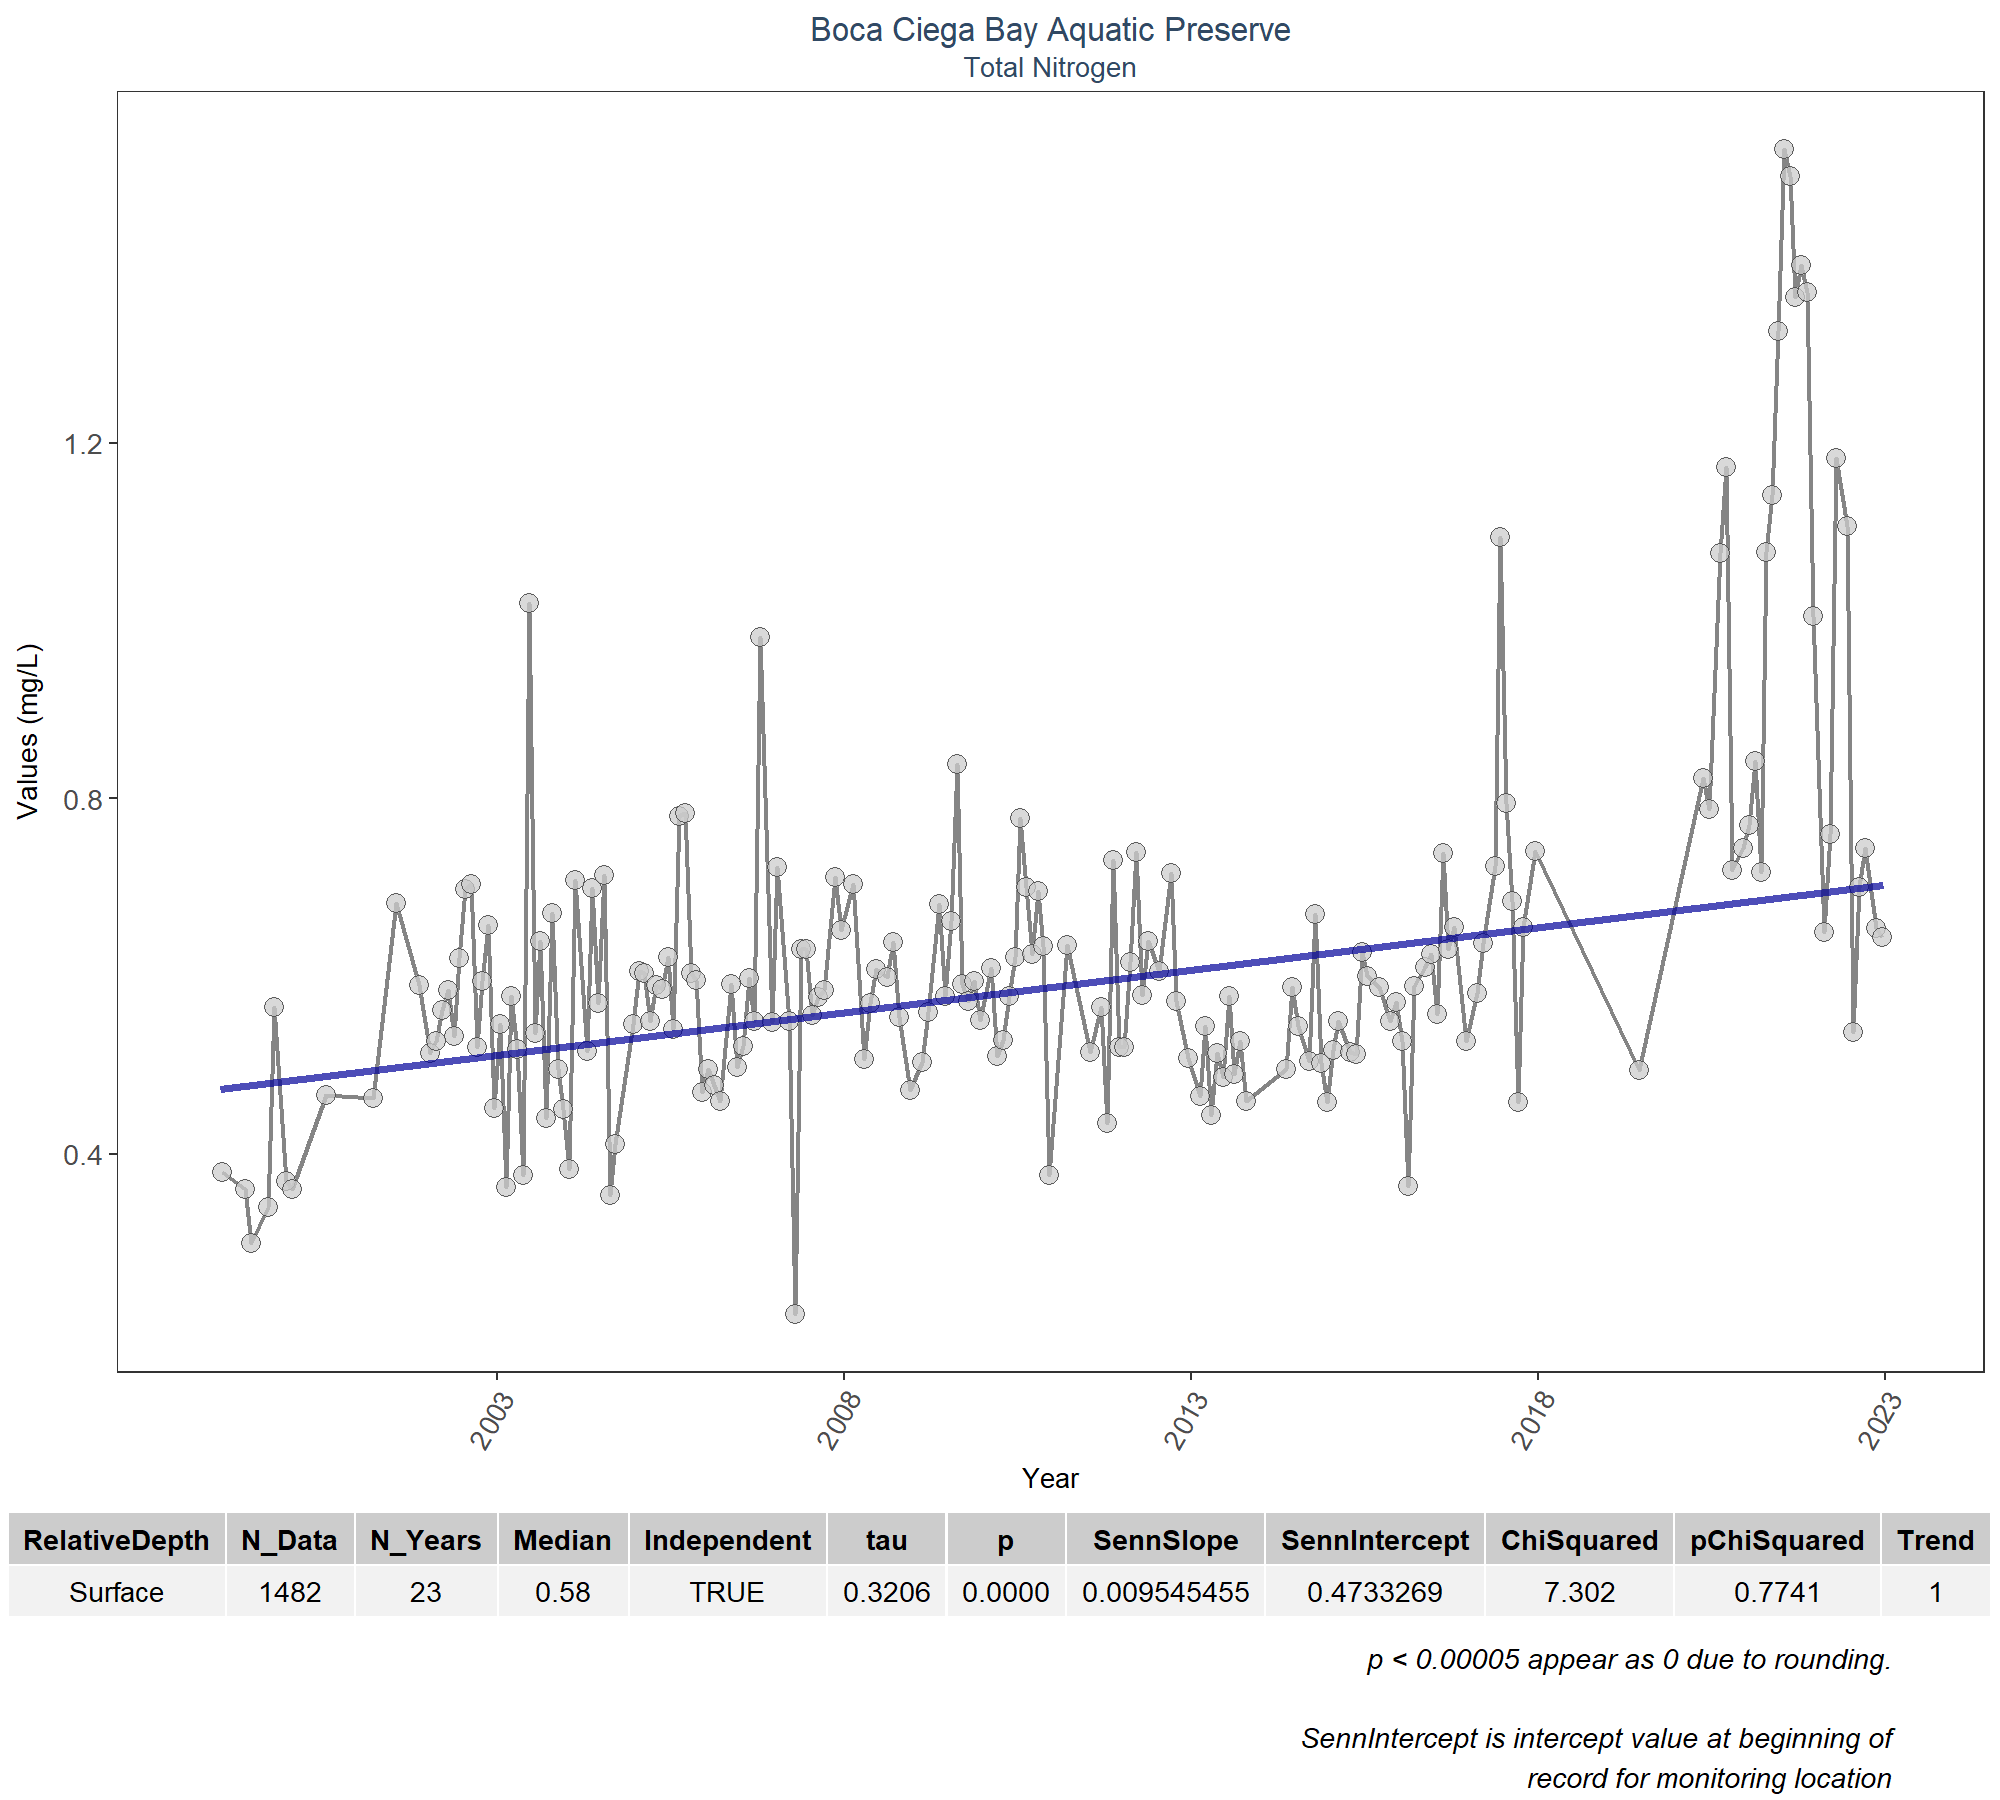 Boca Ciega Bay Aquatic Preserve
Total Nitrogen
Values (mg/L)
1.2
0.8
0.4
2003 2008 2013 2018 2023
Year
RelativeDepth N_Data N_Years Median Independent tau p SennSlope SennIntercept ChiSquared pChiSquared Trend
Surface 1482 23 0.58 TRUE 0.3206 0.0000 0.009545455 0.4733269 7.302 0.7741 1
p < 0.00005 appear as 0 due to rounding.
SennIntercept is intercept value at beginning of
record for monitoring location